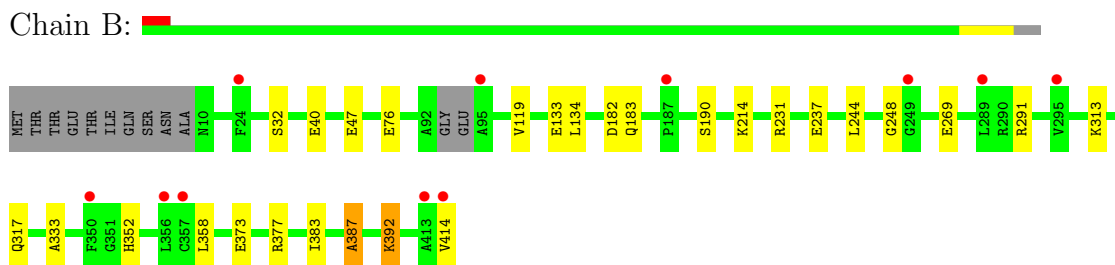 Chain B:
MET THR THR GLU THR ILE GLN SER ASN ALA N10 F24 S32 E40 E47 E76 A92 GLY GLU A95 V119 E133 L134 D182 Q183 P187 S190 K214 R231 E237 L244 G248 G249 E269 L289 R290 R291 V295 K313
Q317 A333 F350 G351 H352 L356 C357 L358 E373 R377 I383 A387 K392 A413 V414